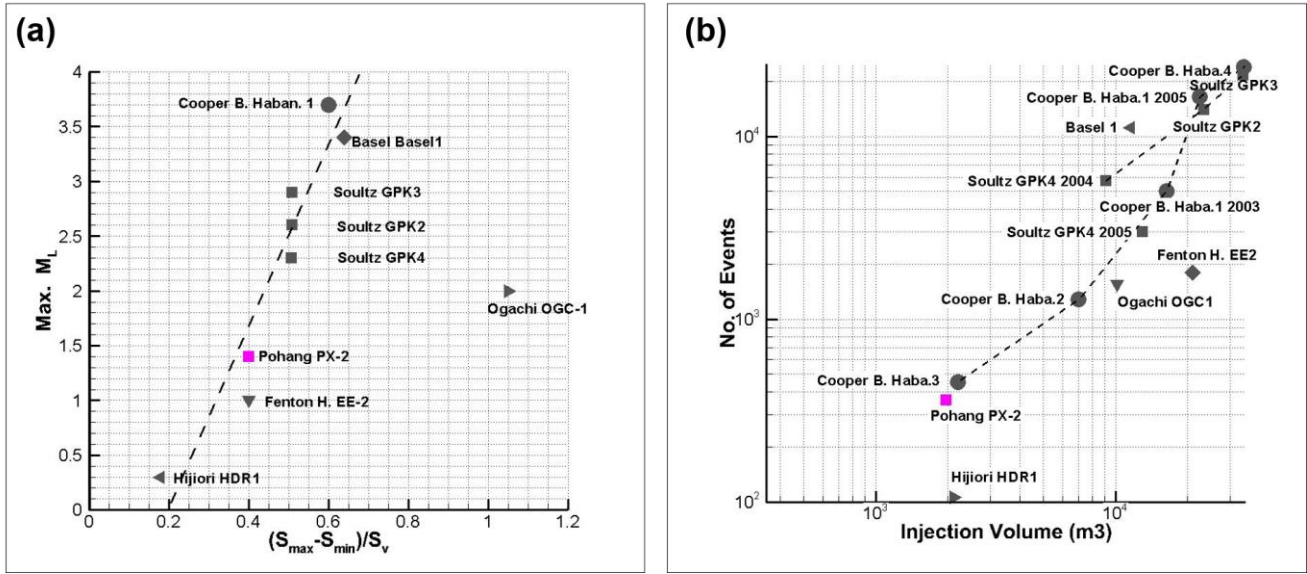 (a)
4
Cooper B. Haban. 1
3.5
Basel Basel1
3
Soultz GPK3
Soultz GPK2
2.5
Soultz GPK4
Max. M_L
2
Ogachi OGC-1
1.5
Pohang PX-2
1
Fenton H. EE-2
0.5
Hijiori HDR1
0
0 0.2 0.4 0.6 0.8 1 1.2
(S_max-S_min)/S_v
(b)
Cooper B. Haba.4
Soultz GPK3
Cooper B. Haba.1 2005
10^4
Basel 1
Soultz GPK2
Soultz GPK4 2004
Cooper B. Haba.1 2003
Soultz GPK4 2005
Fenton H. EE2
No. of Events
Cooper B. Haba.2
Ogachi OGC1
10^3
Cooper B. Haba.3
Pohang PX-2
Hijiori HDR1
10^2
10^3 10^4
Injection Volume (m3)